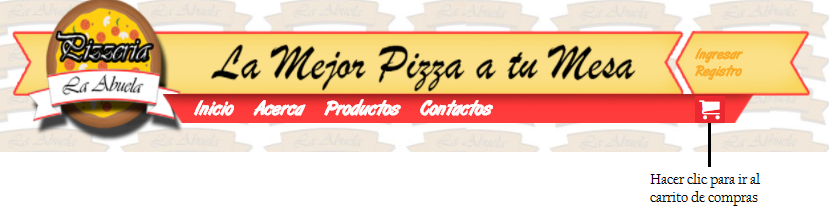 Pizzeria
La Abuela
La Mejor Pizza a tu Mesa
Ingresar
Registro
Inicio Acerca Productos Contactos
Hacer clic para ir al
carrito de compras